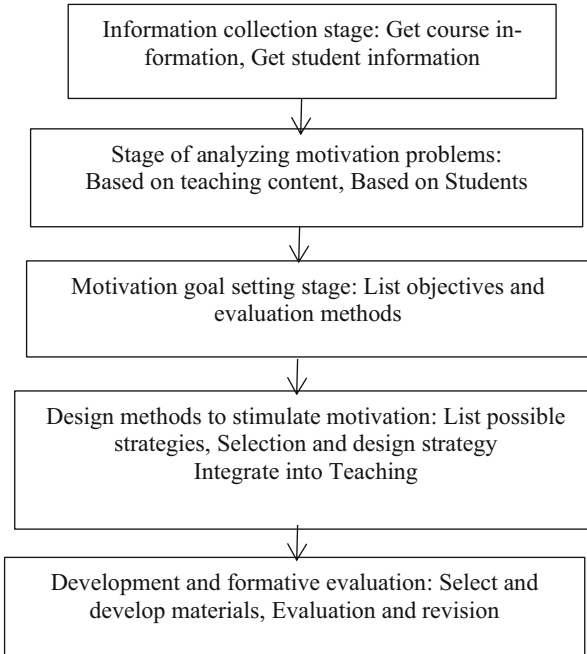 Information collection stage: Get course in-
formation, Get student information
Stage of analyzing motivation problems:
Based on teaching content, Based on Students
Motivation goal setting stage: List objectives and
evaluation methods
Design methods to stimulate motivation: List possible
strategies, Selection and design strategy
Integrate into Teaching
Development and formative evaluation: Select and
develop materials, Evaluation and revision